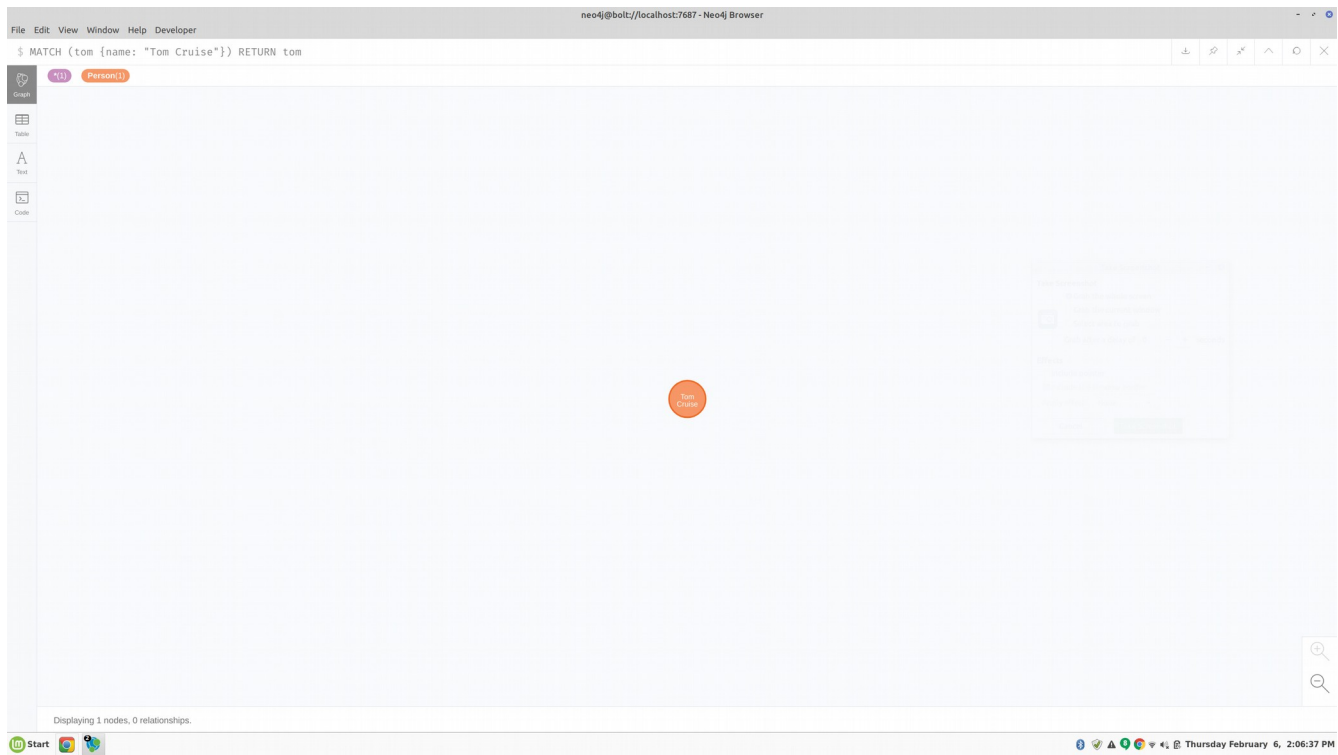 neo4j@bolt://localhost:7687 - Neo4j Browser
File Edit View Window Help Developer
$ MATCH (tom {name: "Tom Cruise"}) RETURN tom
*(1) Person(1)
Graph
Table
A
Text
Code
Tom
Cruise
Displaying 1 nodes, 0 relationships.
Start 2 Thursday February 6, 2:06:37 PM